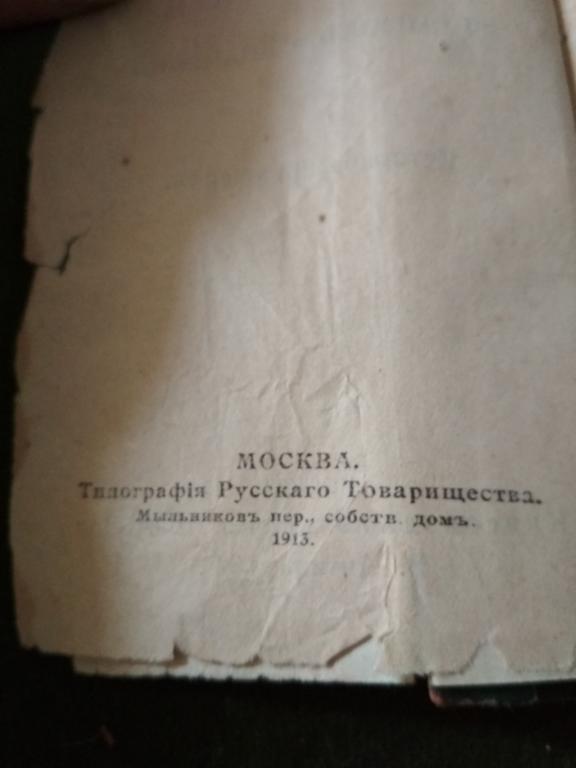 МОСКВА.
Типографія Русскаго Товарищества.
Мыльниковъ пер., собств. домъ.
1913.